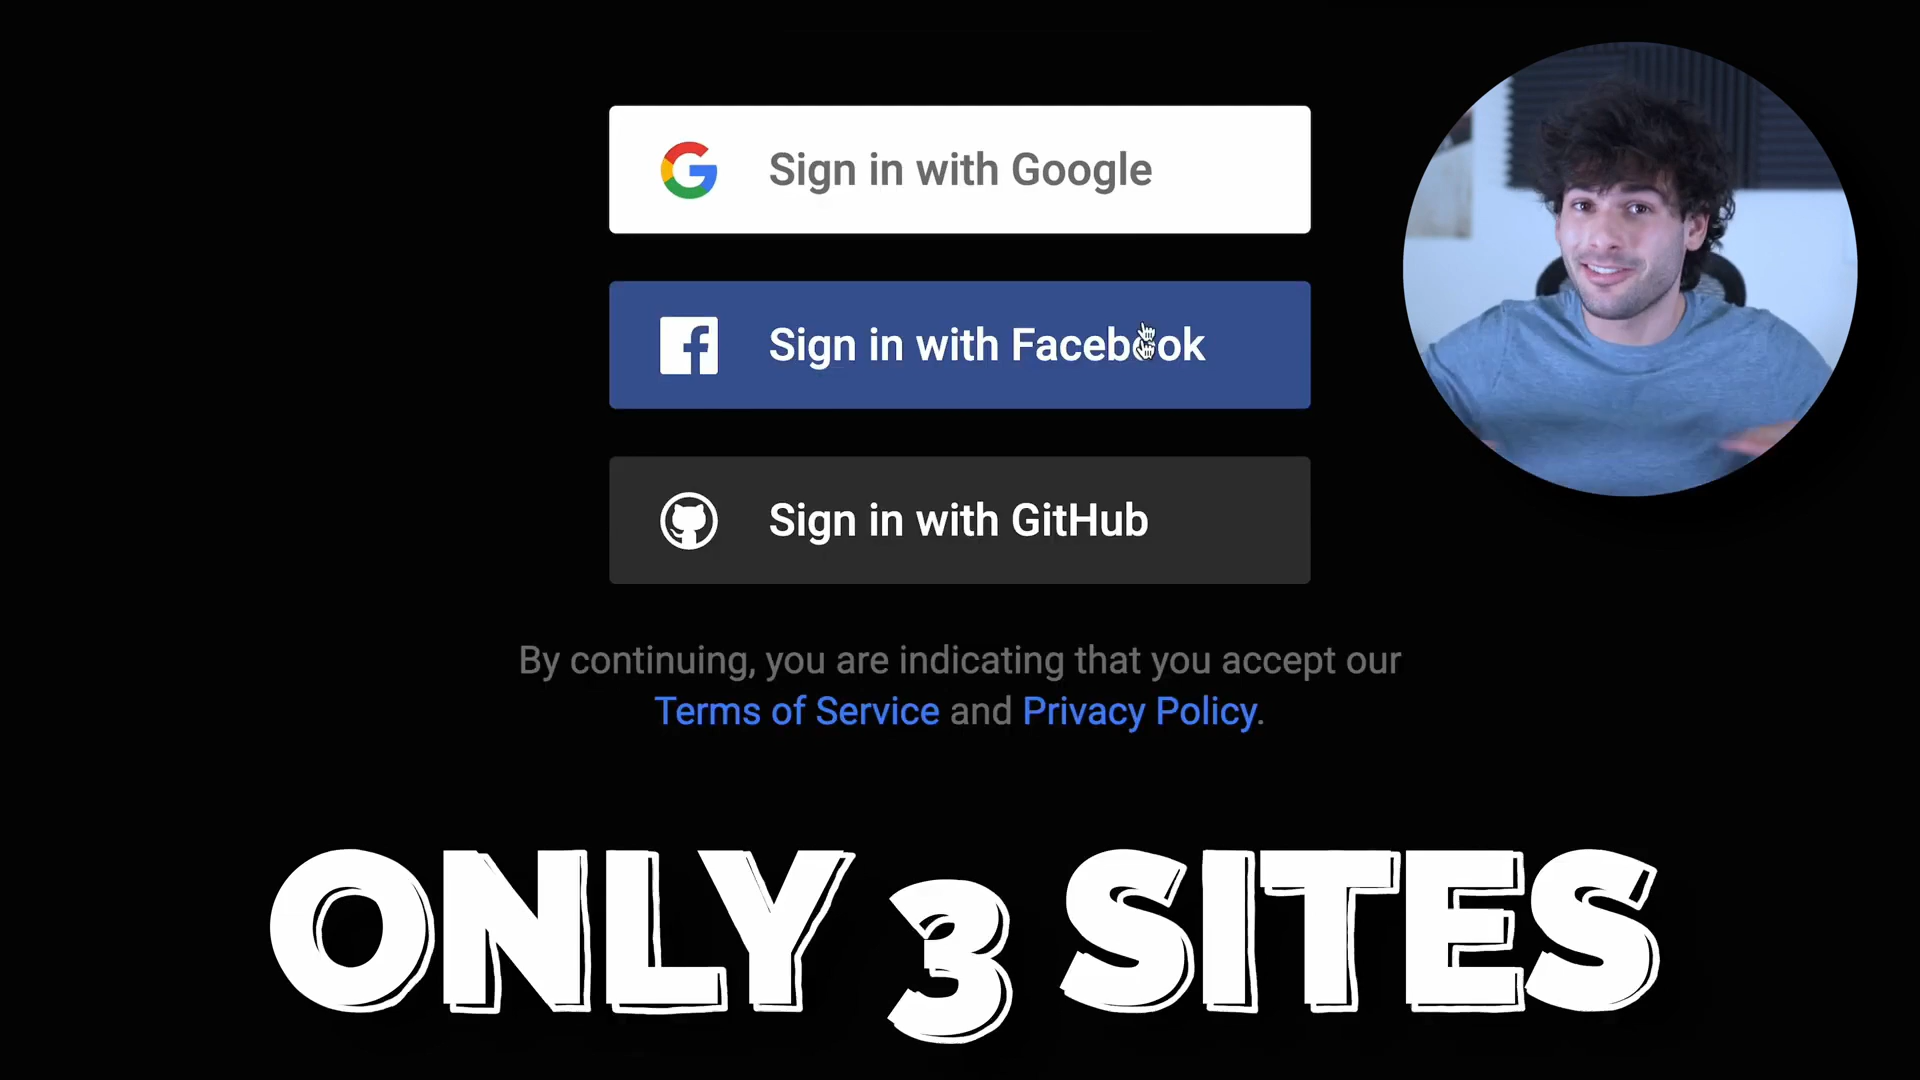 Sign in with Google
Sign in with Facebook
Sign in with GitHub
By continuing, you are indicating that you accept our
Terms of Service and Privacy Policy.
ONLY 3 SITES